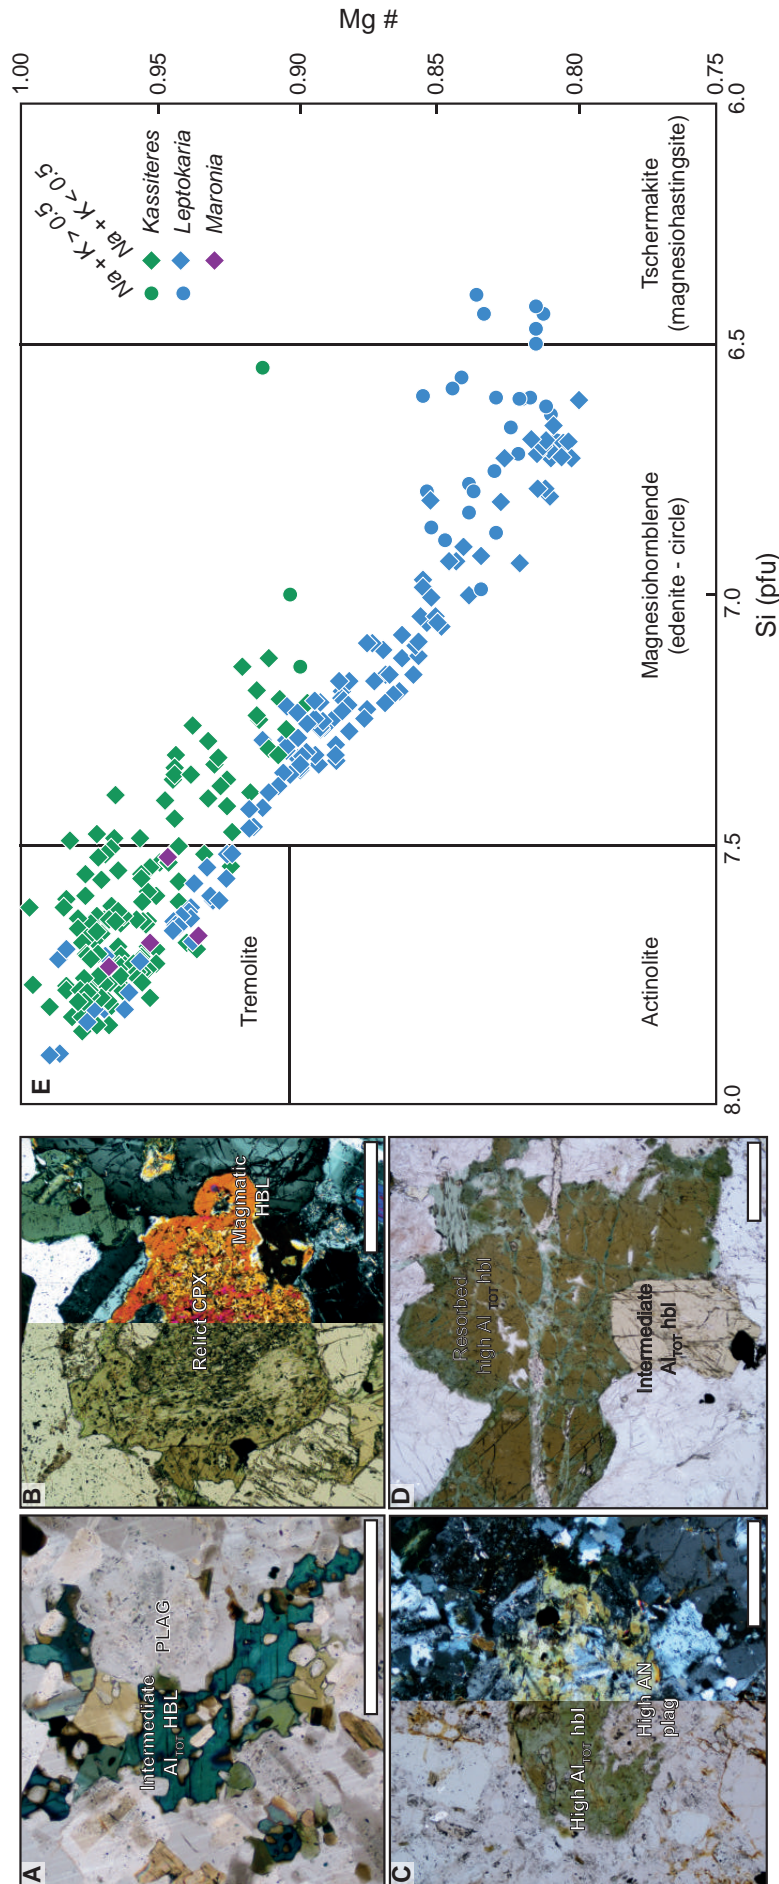 A
Intermediate
AlTOT HBL
PLAG
B
Relict CPX
Magmatic
HBL
C
High AlTOT hbl
High AN
plag
D
Resorbed
high AlTOT hbl
Intermediate
AlTOT hbl
E
Na + K > 0.5
Na + K < 0.5
Kassiteres
Leptokaria
Maronia
Tremolite
Actinolite
Magnesiohornblende
(edenite - circle)
Tschermakite
(magnesiohastingsite)
1.00
0.95
0.90
0.85
0.80
0.75
Mg #
8.0
7.5
7.0
6.5
6.0
Si (pfu)